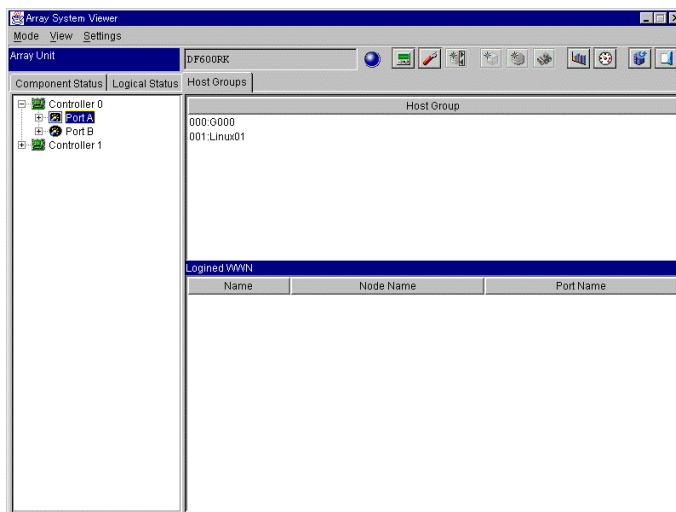 Array System Viewer
Mode View Settings
Array Unit
DF600RK
Component Status Logical Status Host Groups
Controller 0
Port A
Port B
Controller 1
Host Group
000:G000
001:Linux01
Logined WWN
Name Node Name Port Name